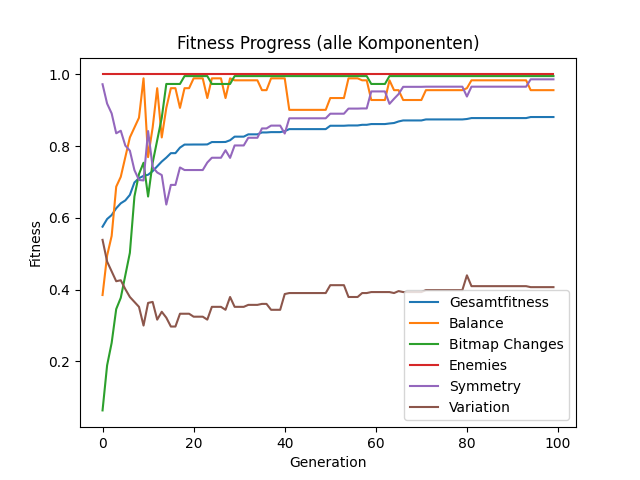 Fitness Progress (alle Komponenten)
Fitness
1.0
0.8
0.6
0.4
0.2
0 20 40 60 80 100
Generation
Gesamtfitness
Balance
Bitmap Changes
Enemies
Symmetry
Variation